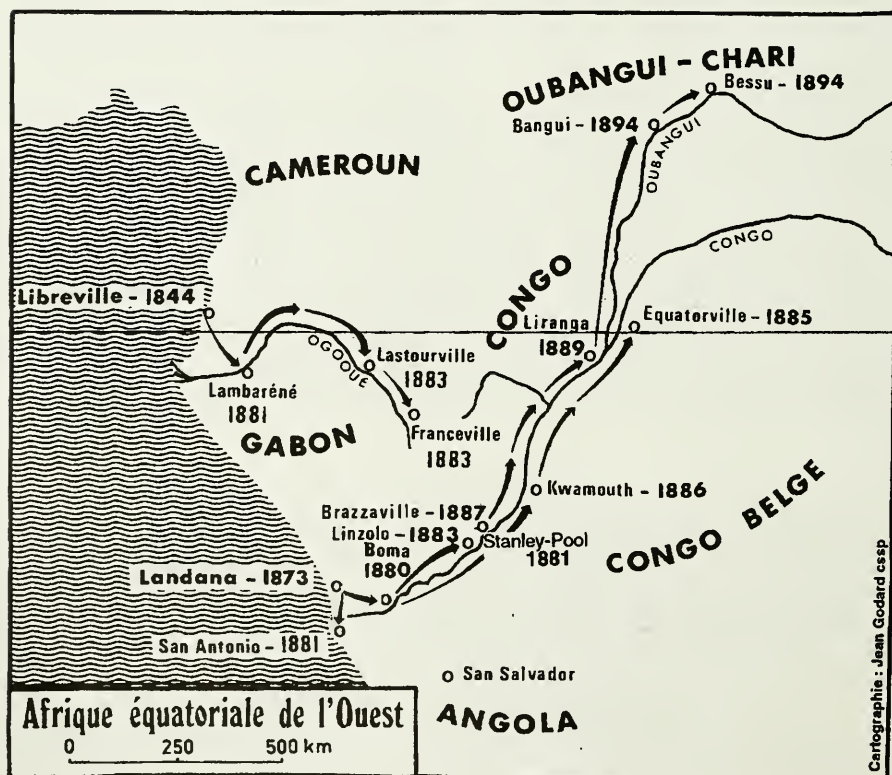 OUBANGUI - CHARI
Bessu - 1894
Bangui - 1894
OUBANGUI
CAMEROUN
CONGO
CONGO
Libreville - 1844
Equatorville - 1885
Liranga
1889
OGOOUÉ
Lastourville
1883
Lambaréné
1881
GABON
Franceville
1883
Kwamouth - 1886
Brazzaville - 1887
Linzolo - 1883
Stanley-Pool
1881
Boma
1880
CONGO BELGE
Landana - 1873
San Antonio - 1881
San Salvador
ANGOLA
Afrique équatoriale de l'Ouest
0 250 500 km
Cartographie : Jean Godard cssp